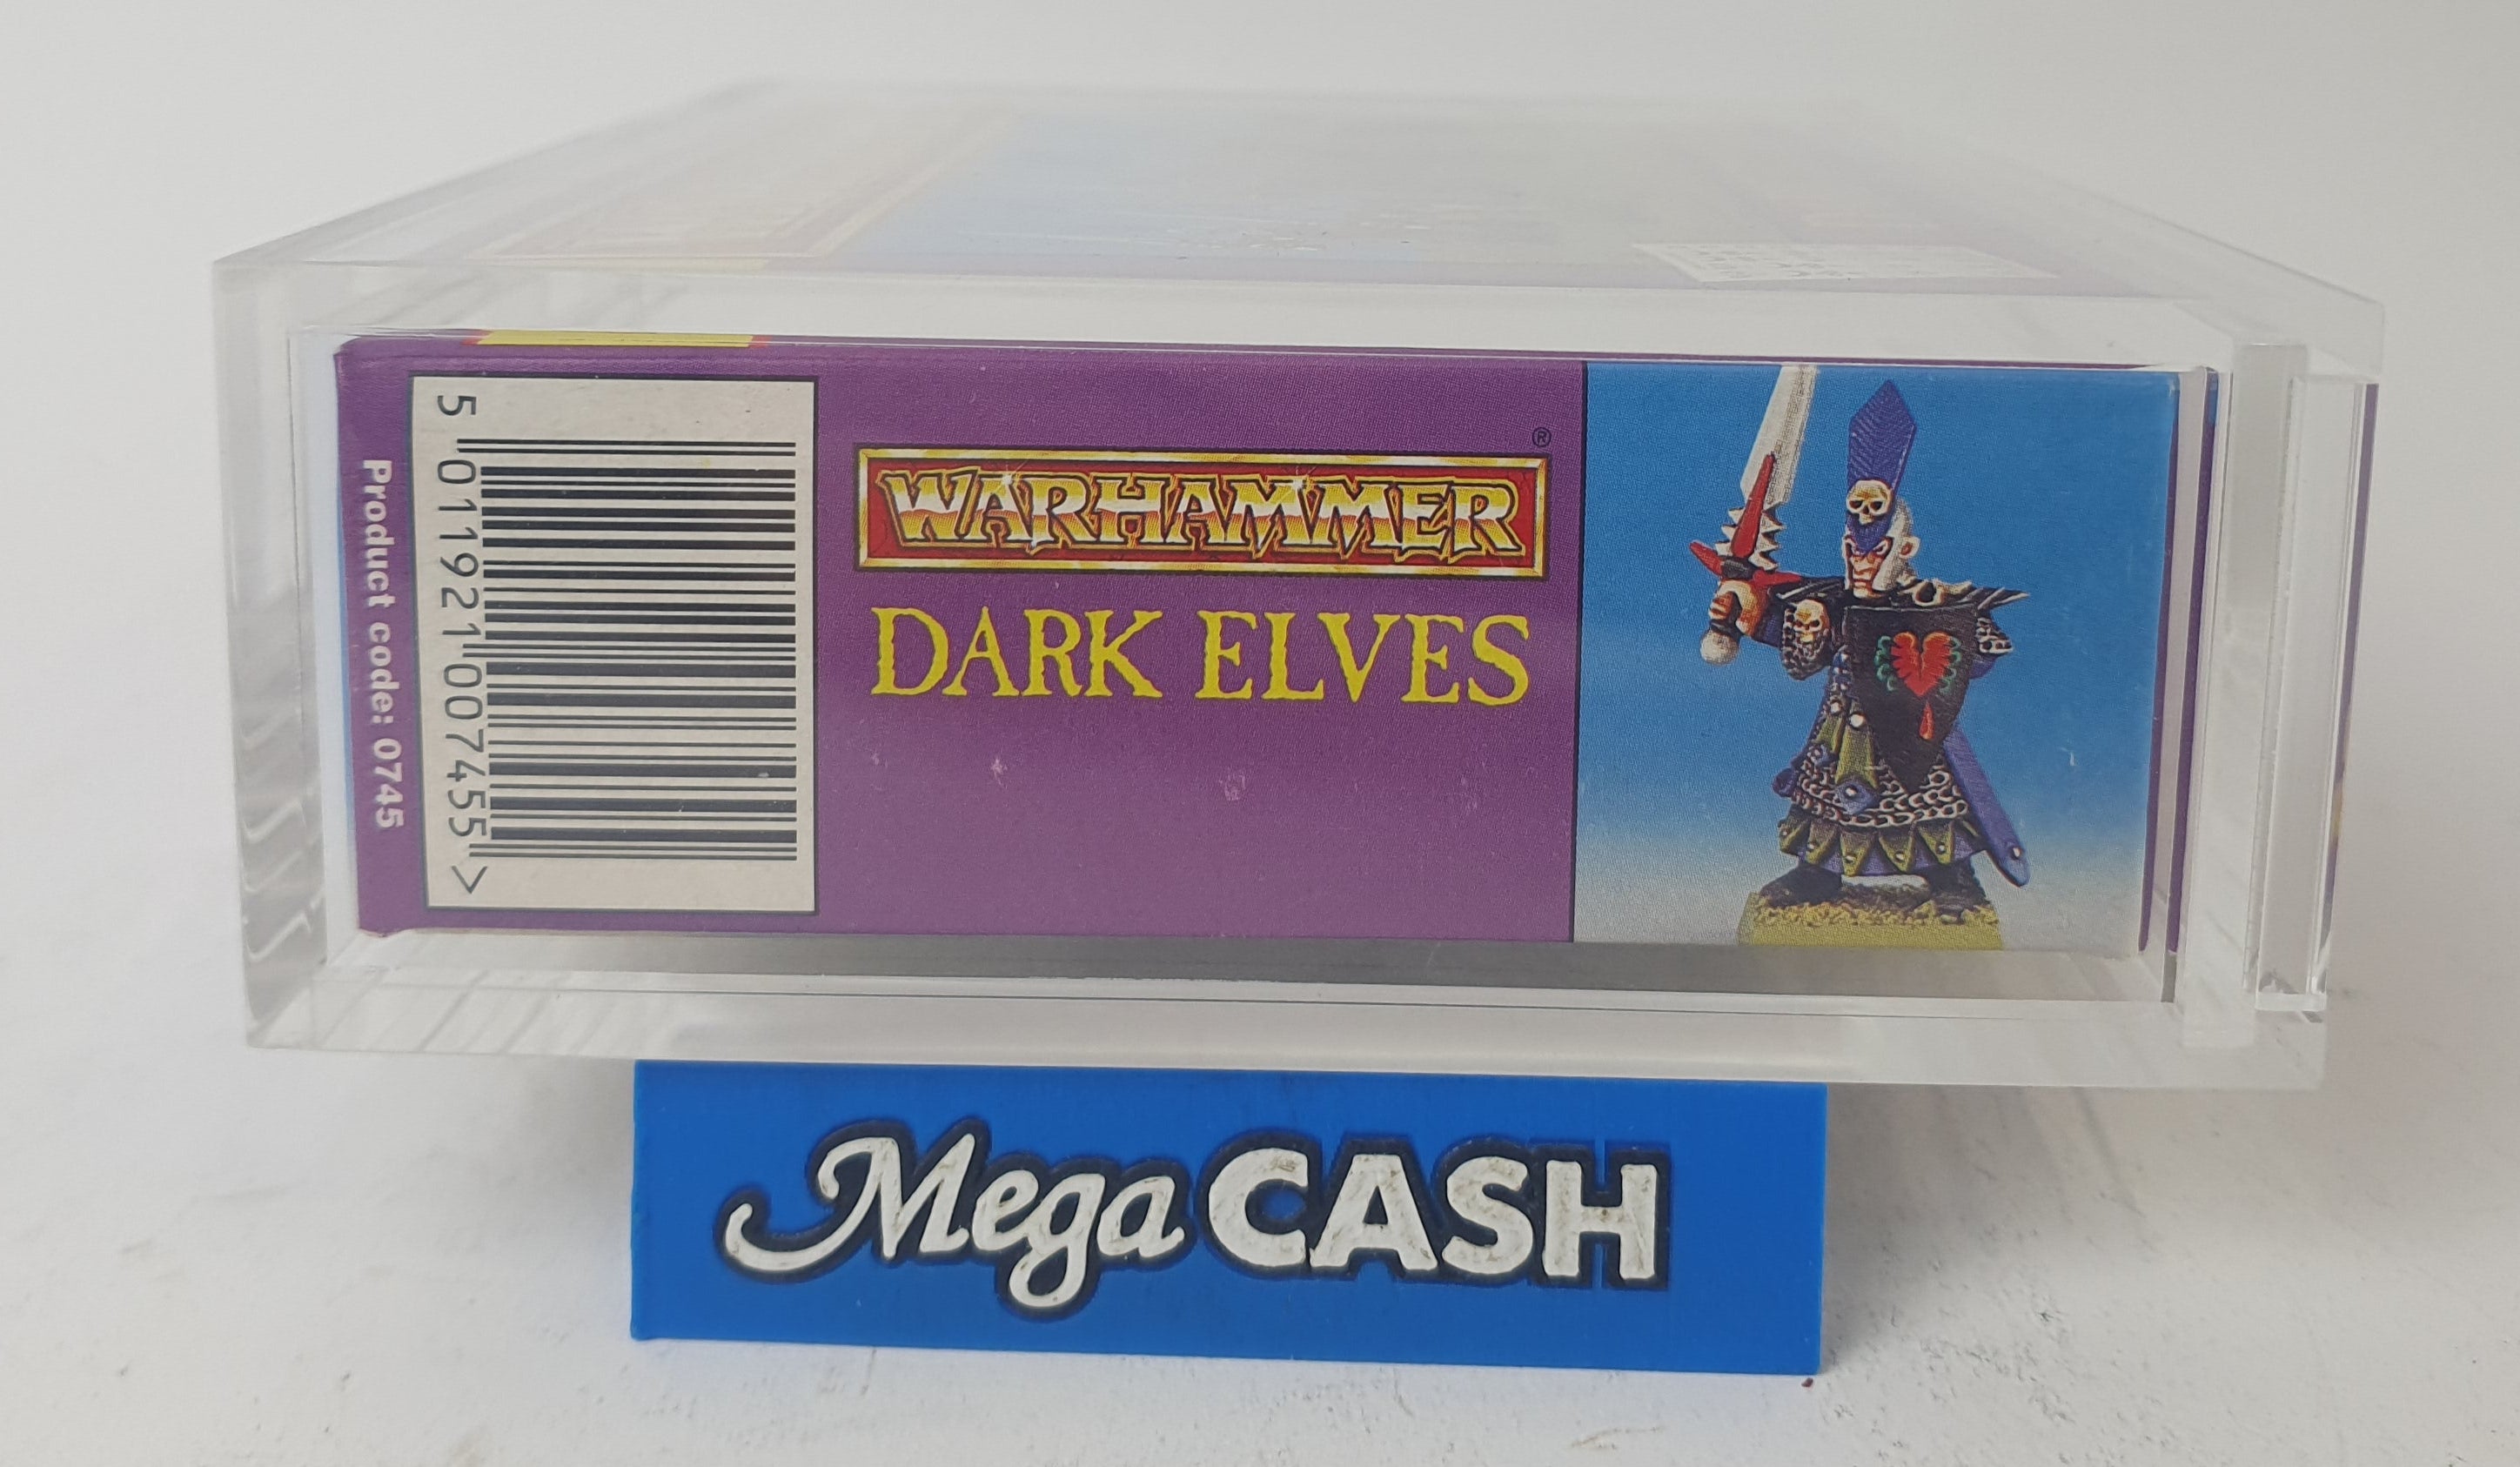 Product code: 0745
5 011921 007455 >
WARHAMMER ®
DARK ELVES
Mega CASH